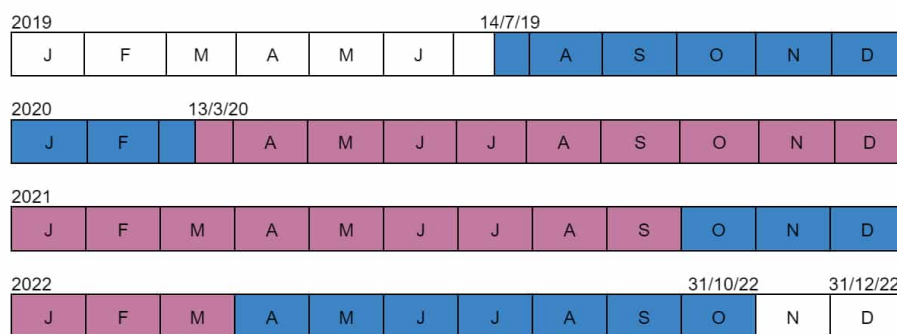 2019 14/7/19
J F M A M J A S O N D
2020 13/3/20
J F A M J J A S O N D
2021
J F M A M J J A S O N D
2022 31/10/22 31/12/22
J F M A M J J A S O N D